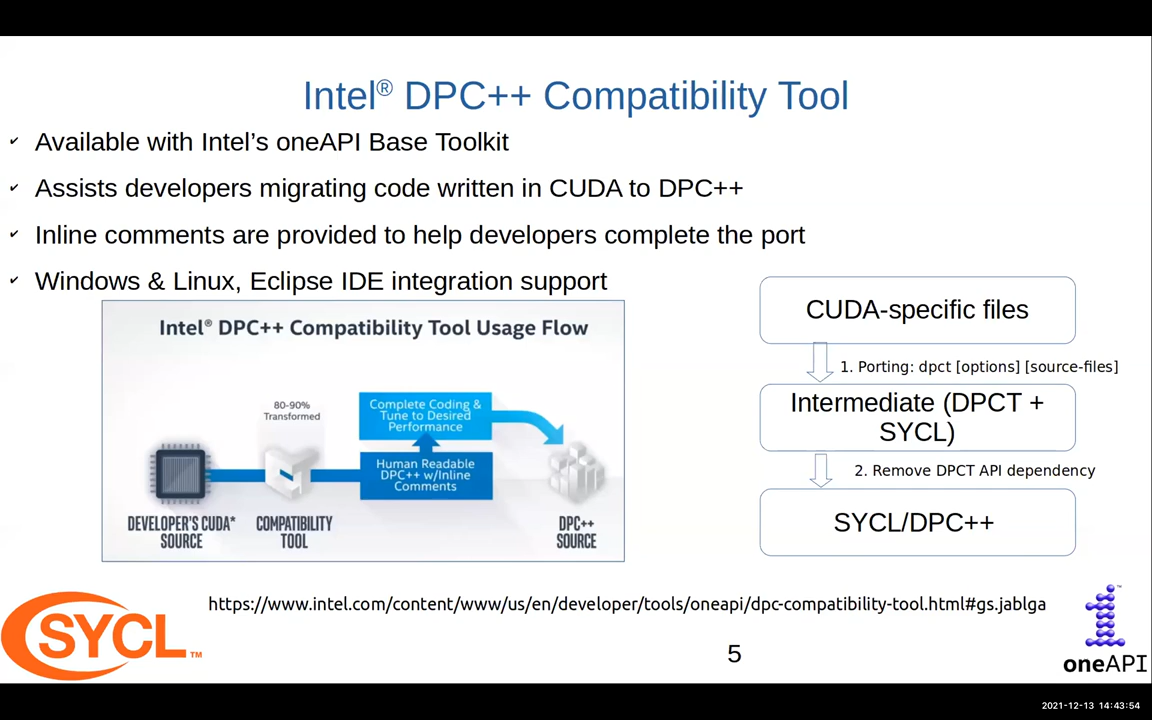 Intel® DPC++ Compatibility Tool
✔ Available with Intel’s oneAPI Base Toolkit
✔ Assists developers migrating code written in CUDA to DPC++
✔ Inline comments are provided to help developers complete the port
✔ Windows & Linux, Eclipse IDE integration support
Intel® DPC++ Compatibility Tool Usage Flow
80-90%
Transformed
Complete Coding &
Tune to Desired
Performance
Human Readable
DPC++ w/Inline
Comments
DEVELOPER'S CUDA*
SOURCE
COMPATIBILITY
TOOL
DPC++
SOURCE
CUDA-specific files
1. Porting: dpct [options] [source-files]
Intermediate (DPCT +
SYCL)
2. Remove DPCT API dependency
SYCL/DPC++
https://www.intel.com/content/www/us/en/developer/tools/oneapi/dpc-compatibility-tool.html#gs.jablga
SYCL™
5
™
oneAPI
2021-12-13 14:43:54